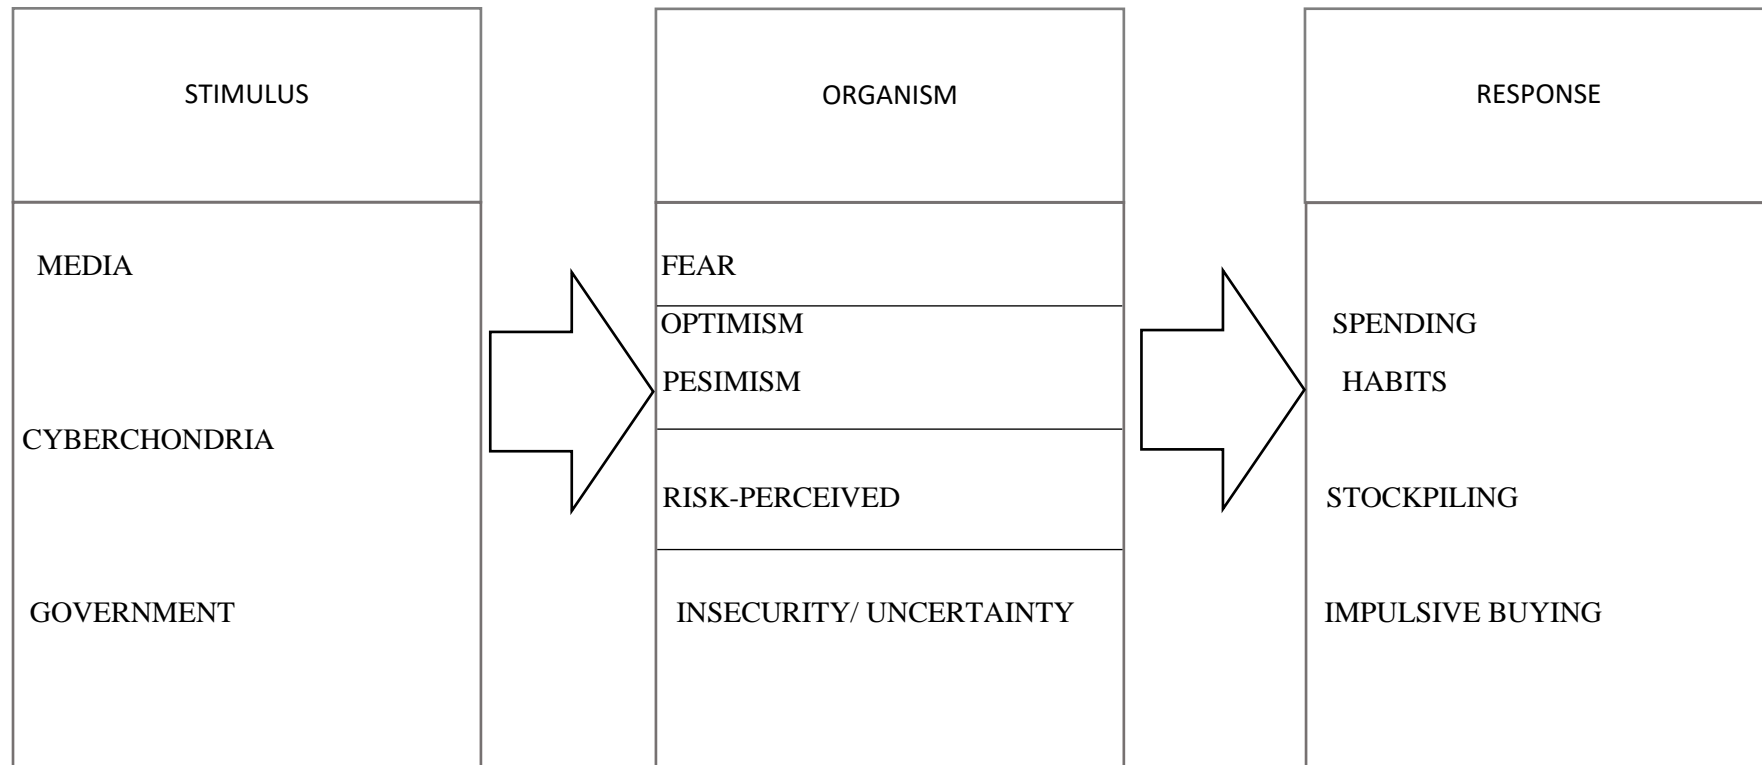 STIMULUS
MEDIA
CYBERCHONDRIA
GOVERNMENT
ORGANISM
FEAR
OPTIMISM
PESIMISM
RISK-PERCEIVED
INSECURITY/ UNCERTAINTY
RESPONSE
SPENDING
HABITS
STOCKPILING
IMPULSIVE BUYING